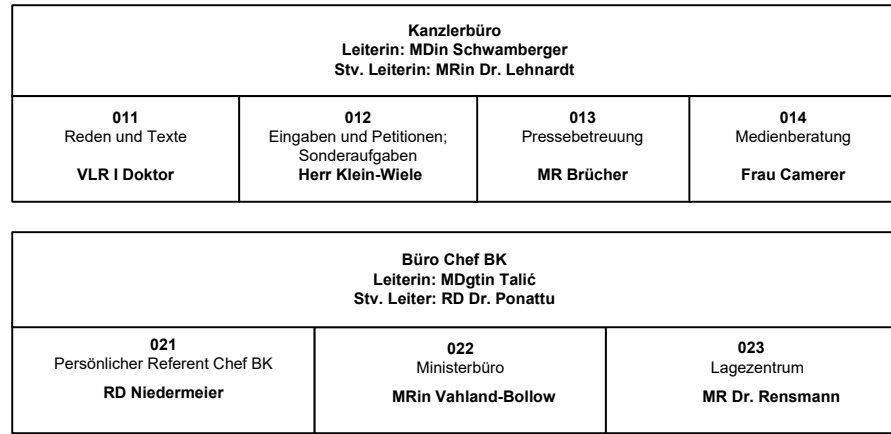 Kanzlerbüro
Leiterin: MDin Schwamberger
Stv. Leiterin: MRin Dr. Lehnardt
011
Reden und Texte
VLR I Doktor
012
Eingaben und Petitionen;
Sonderaufgaben
Herr Klein-Wiele
013
Pressebetreuung
MR Brücher
014
Medienberatung
Frau Camerer
Büro Chef BK
Leiterin: MDgtin Talić
Stv. Leiter: RD Dr. Ponattu
021
Persönlicher Referent Chef BK
RD Niedermeier
022
Ministerbüro
MRin Vahland-Bollow
023
Lagezentrum
MR Dr. Rensmann